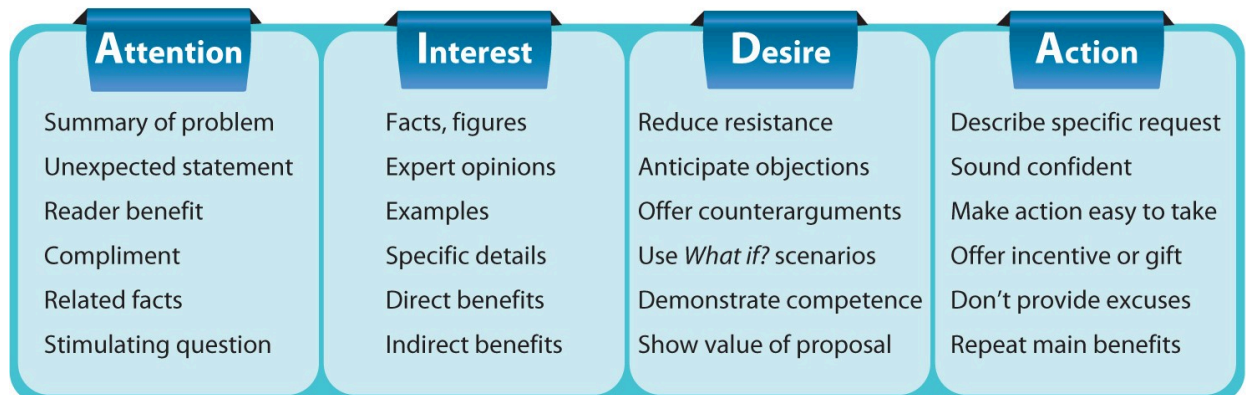 Attention
Summary of problem
Unexpected statement
Reader benefit
Compliment
Related facts
Stimulating question
Interest
Facts, figures
Expert opinions
Examples
Specific details
Direct benefits
Indirect benefits
Desire
Reduce resistance
Anticipate objections
Offer counterarguments
Use What if? scenarios
Demonstrate competence
Show value of proposal
Action
Describe specific request
Sound confident
Make action easy to take
Offer incentive or gift
Don’t provide excuses
Repeat main benefits